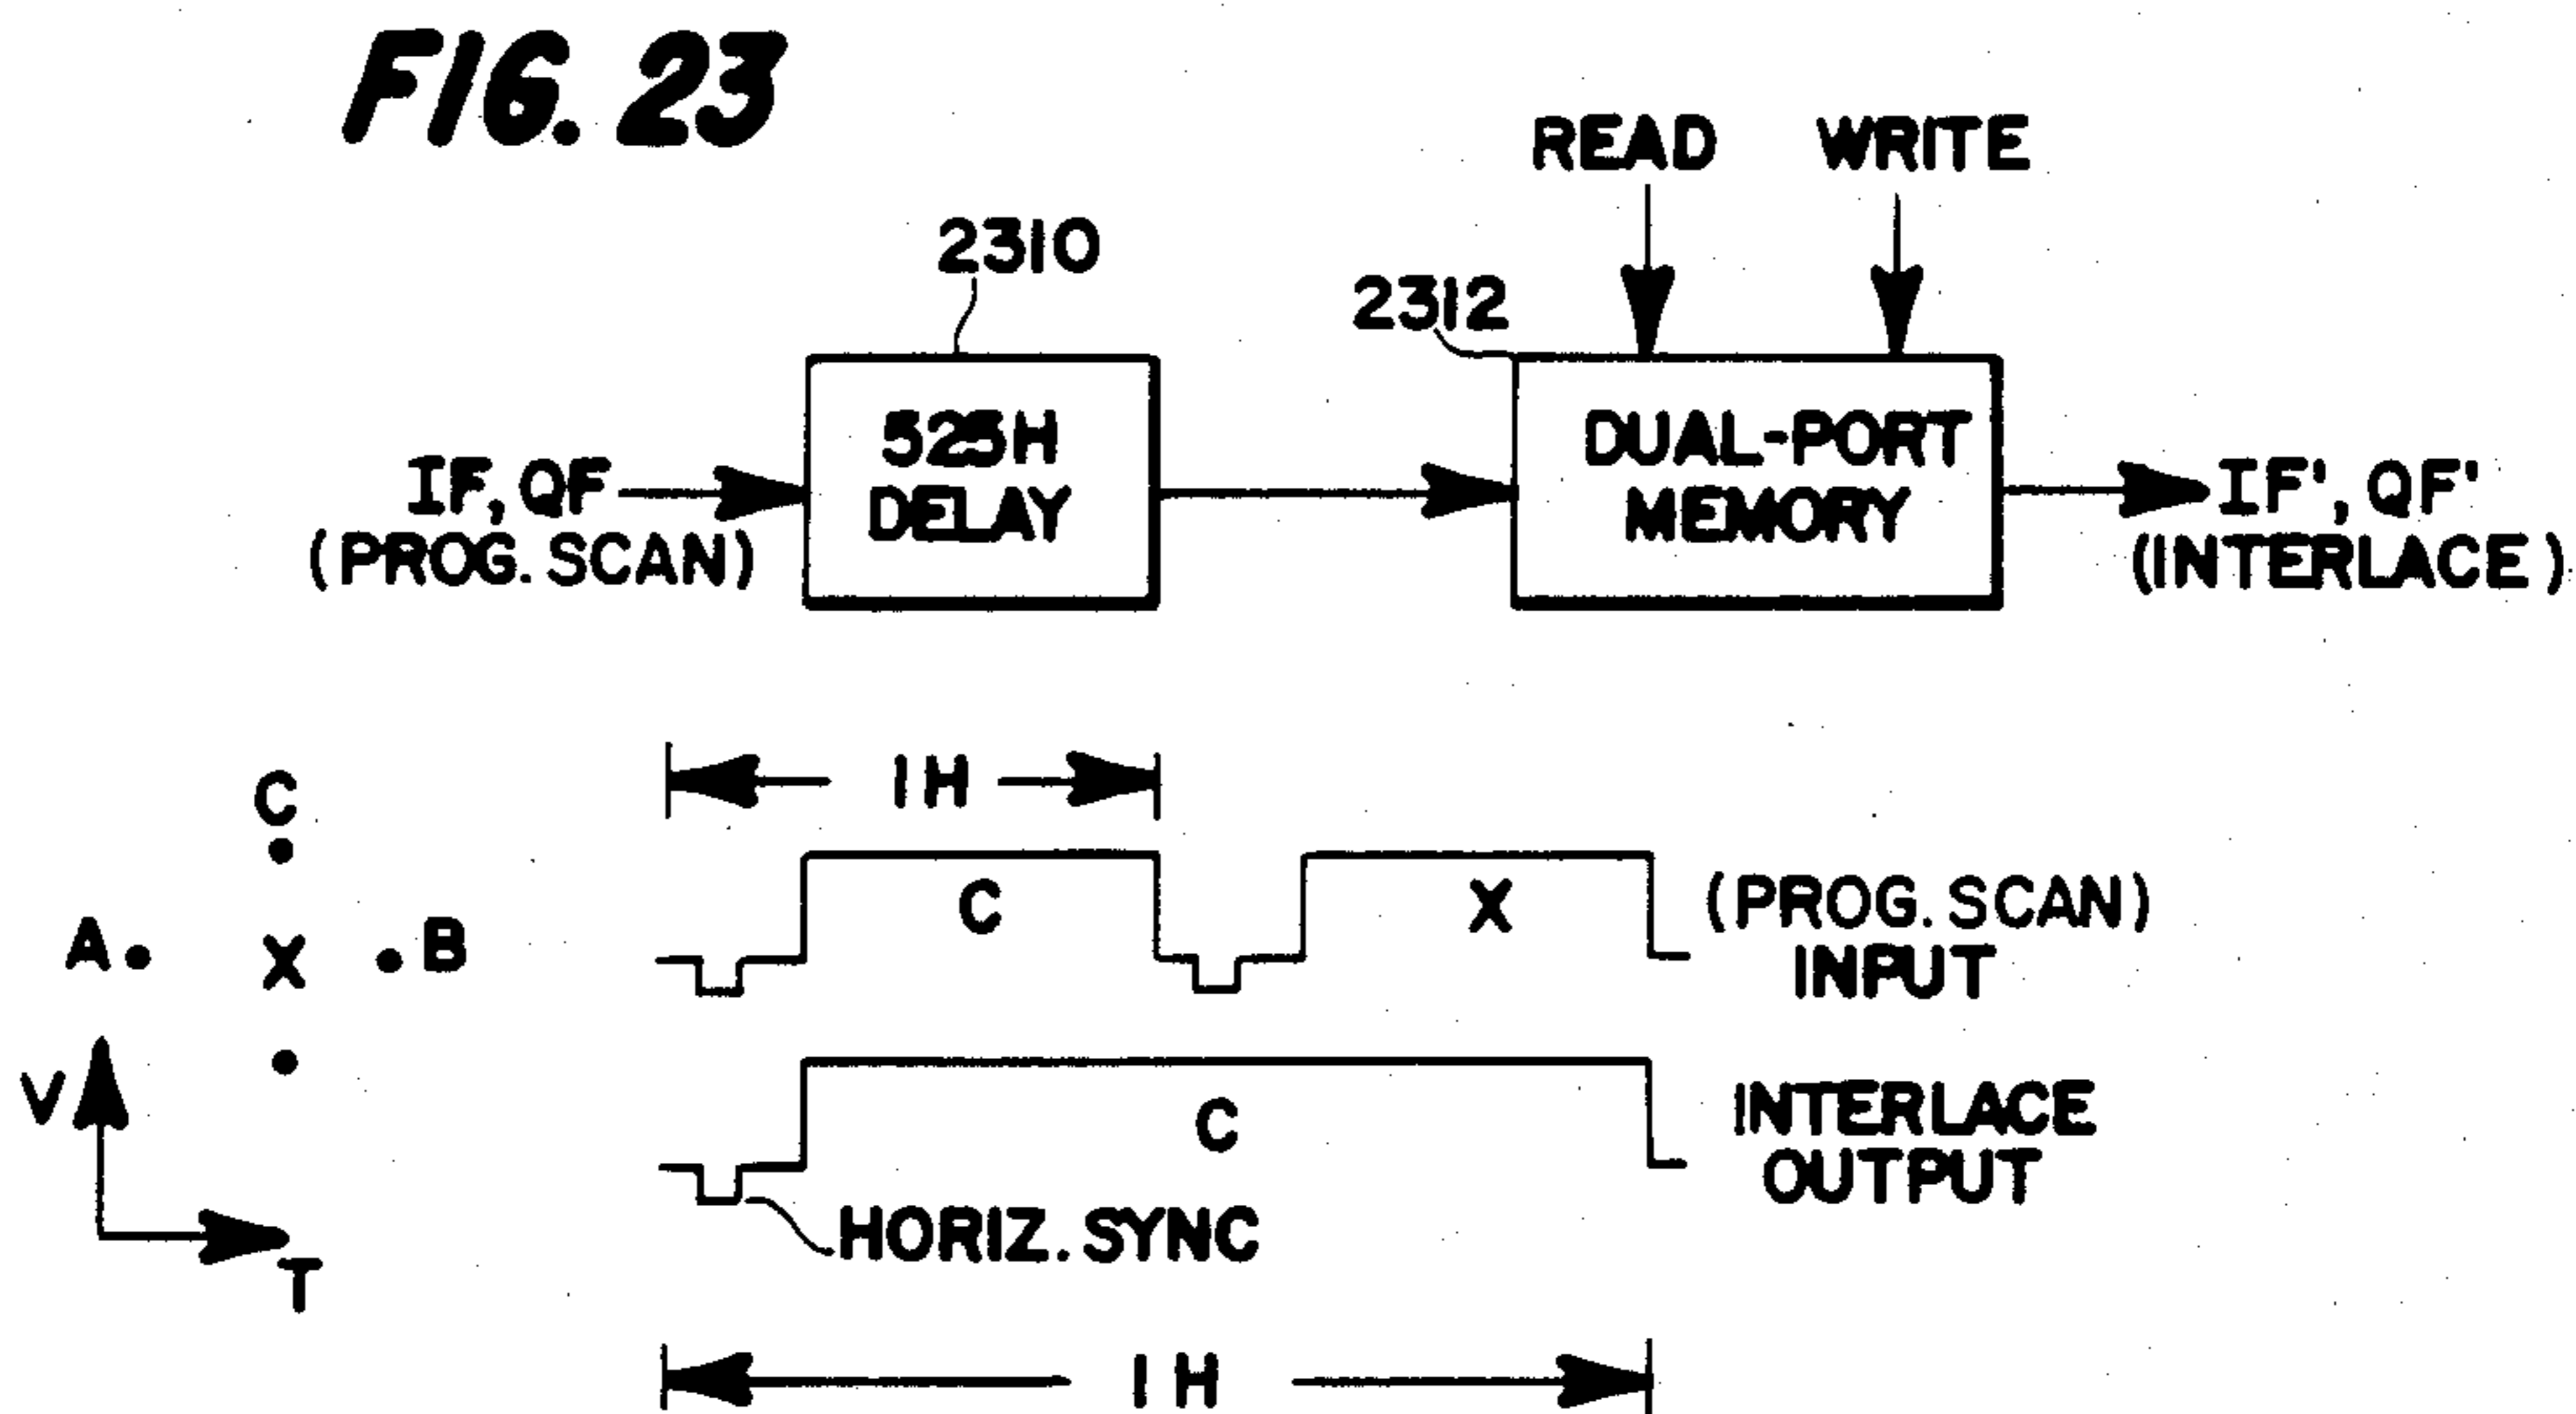 FIG. 23
READ WRITE
2310
2312
525H
DELAY
DUAL-PORT
MEMORY
IF, QF
(PROG. SCAN)
IF', QF'
(INTERLACE)
1H
C
A X B
V
T
C X
(PROG. SCAN)
INPUT
C
INTERLACE
OUTPUT
HORIZ. SYNC
1H